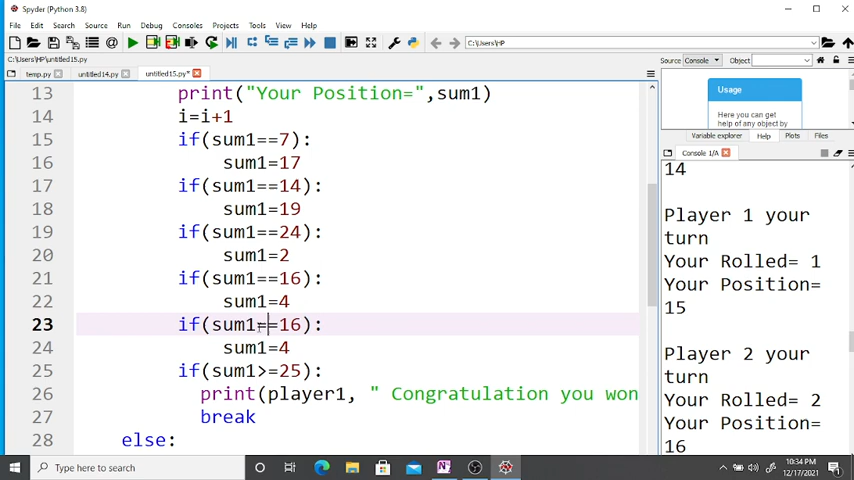 Spyder (Python 3.8)
File Edit Search Source Run Debug Consoles Projects Tools View Help
C:\Users\HP
C:\Users\HP\untitled15.py
temp.py
untitled14.py
untitled15.py*
13 print("Your Position=",sum1)
14 i=i+1
15 if(sum1==7):
16 sum1=17
17 if(sum1==14):
18 sum1=19
19 if(sum1==24):
20 sum1=2
21 if(sum1==16):
22 sum1=4
23 if(sum1==16):
24 sum1=4
25 if(sum1>=25):
26 print(player1, " Congratulation you won
27 break
28 else:
Source Console Object
Usage
Here you can get
help of any object by
Variable explorer Help Plots Files
Console 1/A
14
Player 1 your
turn
Your Rolled= 1
Your Position=
15
Player 2 your
turn
Your Rolled= 2
Your Position=
16
Type here to search
10:34 PM
12/17/2021